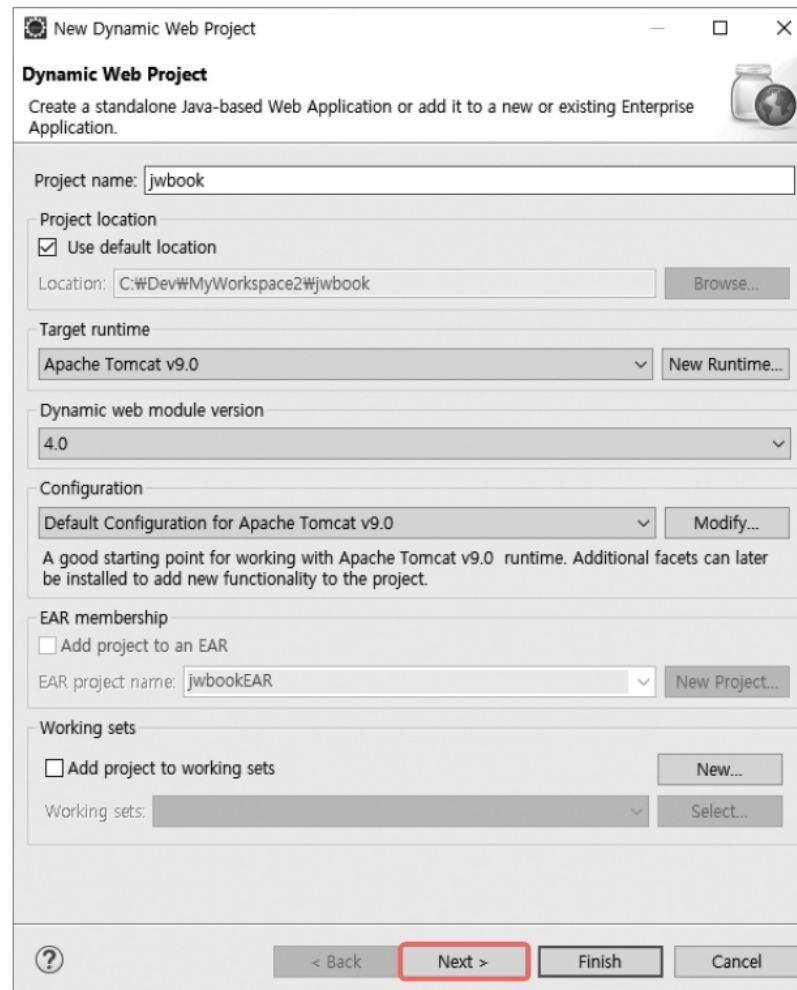 New Dynamic Web Project
Dynamic Web Project
Create a standalone Java-based Web Application or add it to a new or existing Enterprise
Application.
Project name: jwbook
Project location
Use default location
Location: C:₩Dev₩MyWorkspace2₩jwbook Browse...
Target runtime
Apache Tomcat v9.0 New Runtime...
Dynamic web module version
4.0
Configuration
Default Configuration for Apache Tomcat v9.0 Modify...
A good starting point for working with Apache Tomcat v9.0 runtime. Additional facets can later
be installed to add new functionality to the project.
EAR membership
Add project to an EAR
EAR project name: jwbookEAR New Project...
Working sets
Add project to working sets New...
Working sets: Select...
? < Back Next > Finish Cancel